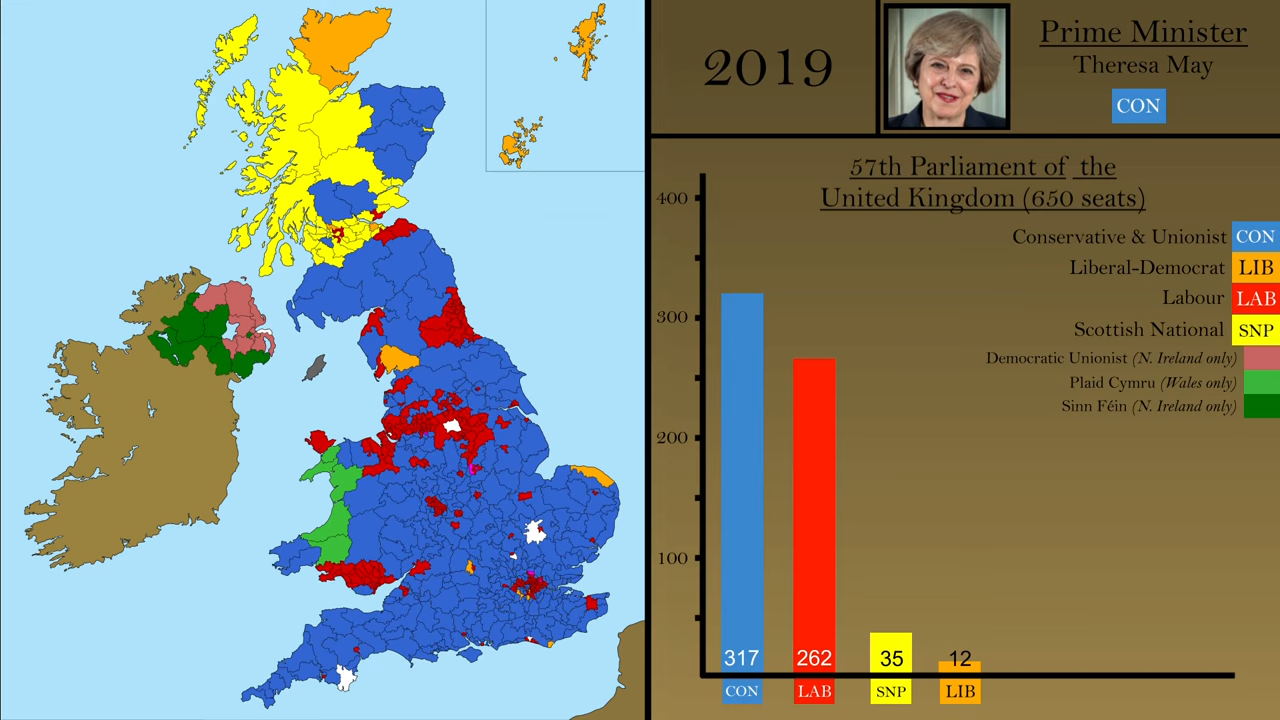 2019
Prime Minister
Theresa May
CON
57th Parliament of the
United Kingdom (650 seats)
400
300
200
100
Conservative & Unionist CON
Liberal-Democrat LIB
Labour LAB
Scottish National SNP
Democratic Unionist (N. Ireland only)
Plaid Cymru (Wales only)
Sinn Féin (N. Ireland only)
317 262 35 12
CON LAB SNP LIB